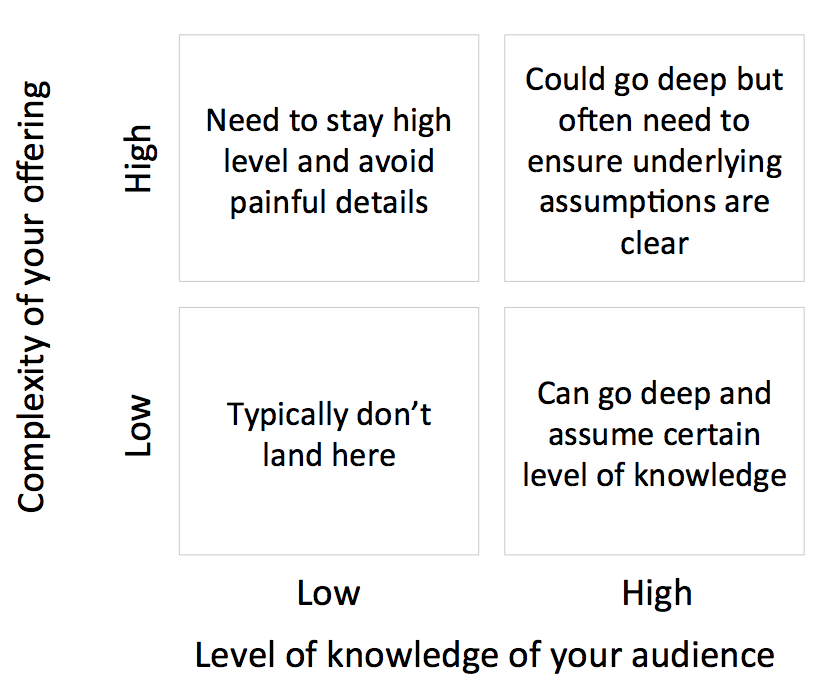 Complexity of your offering
High
Need to stay high
level and avoid
painful details
Could go deep but
often need to
ensure underlying
assumptions are
clear
Low
Typically don’t
land here
Can go deep and
assume certain
level of knowledge
Low
High
Level of knowledge of your audience